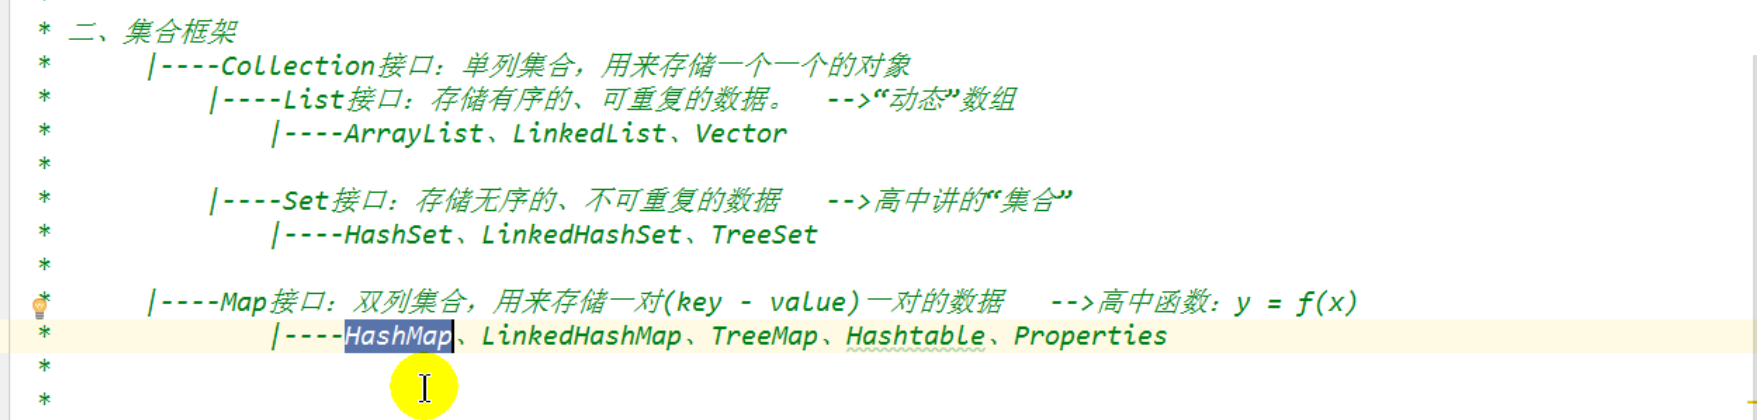 *
* 二、集合框架
*      |----Collection接口：单列集合，用来存储一个一个的对象
*          |----List接口：存储有序的、可重复的数据。  -->“动态”数组
*              |----ArrayList、LinkedList、Vector
*
*          |----Set接口：存储无序的、不可重复的数据   -->高中讲的“集合”
*              |----HashSet、LinkedHashSet、TreeSet
*
*      |----Map接口：双列集合，用来存储一对(key - value)一对的数据   -->高中函数：y = f(x)
*              |----HashMap、LinkedHashMap、TreeMap、Hashtable、Properties
*
*